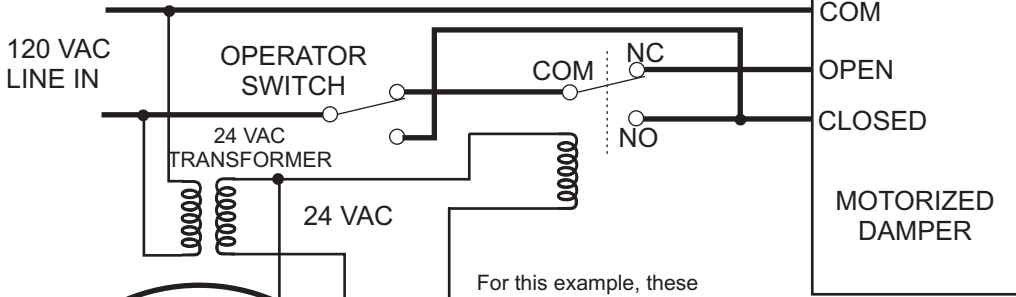 COM
120 VAC
LINE IN
OPERATOR
SWITCH
COM
NC
OPEN
NO
CLOSED
24 VAC
TRANSFORMER
24 VAC
MOTORIZED
DAMPER
For this example, these